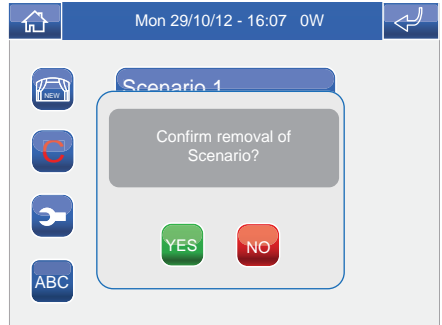 Mon 29/10/12 - 16:07 0W
NEW
Scenario 1
Confirm removal of
Scenario?
C
YES
NO
ABC